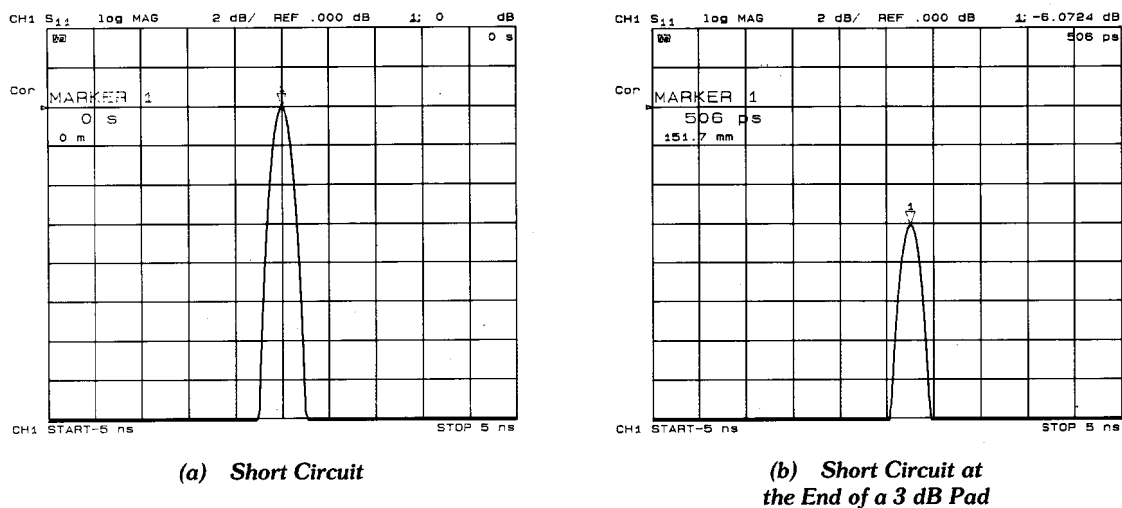 CH1 S11 log MAG 2 dB/ REF .000 dB 1; 0 dB
0 s
Cor
MARKER 1
0 s
0 m
CH1 START-5 ns STOP 5 ns
(a) Short Circuit
CH1 S11 log MAG 2 dB/ REF .000 dB 1; -6.0724 dB
506 ps
Cor
MARKER 1
506 ps
151.7 mm
1
CH1 START-5 ns STOP 5 ns
(b) Short Circuit at
the End of a 3 dB Pad